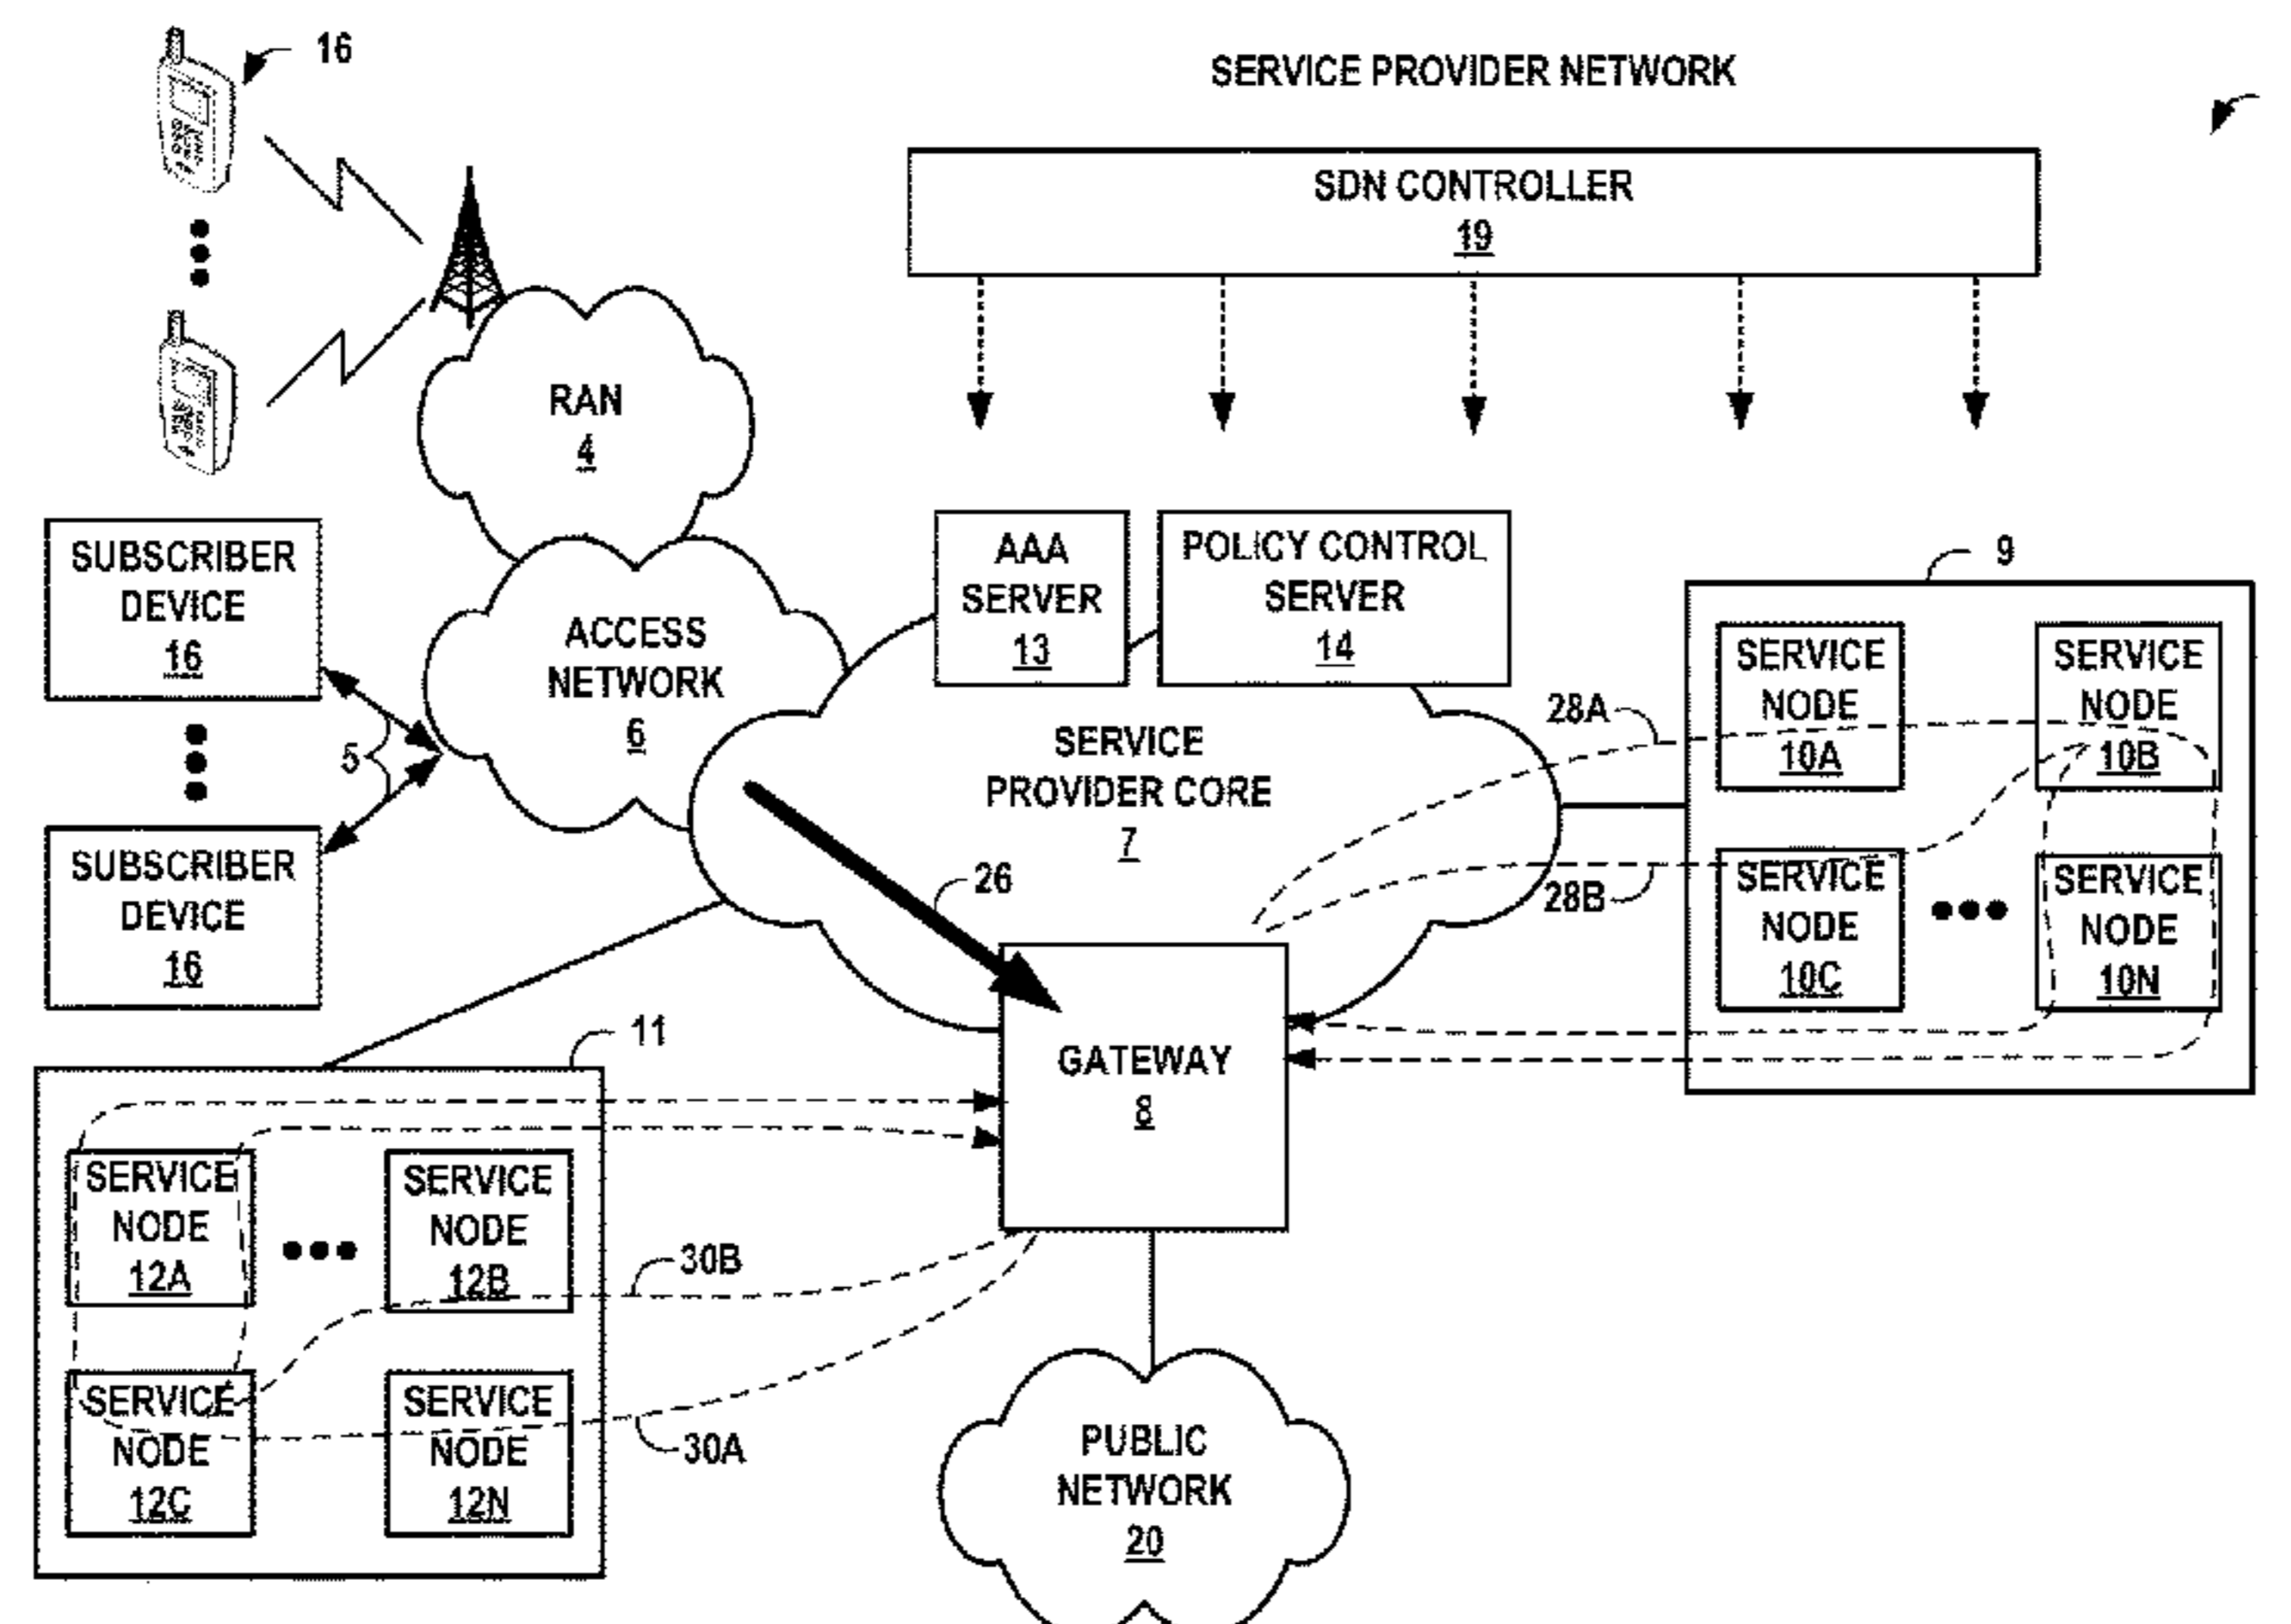 16
SERVICE PROVIDER NETWORK
SDN CONTROLLER
19
RAN
4
SUBSCRIBER
DEVICE
16
ACCESS
NETWORK
6
AAA
SERVER
13
POLICY CONTROL
SERVER
14
9
SERVICE
NODE
10A
SERVICE
NODE
10B
28A
5
SERVICE
PROVIDER CORE
7
SUBSCRIBER
DEVICE
16
26
28B
SERVICE
NODE
10C
SERVICE
NODE
10N
11
GATEWAY
8
SERVICE
NODE
12A
SERVICE
NODE
12B
30B
SERVICE
NODE
12C
SERVICE
NODE
12N
30A
PUBLIC
NETWORK
20